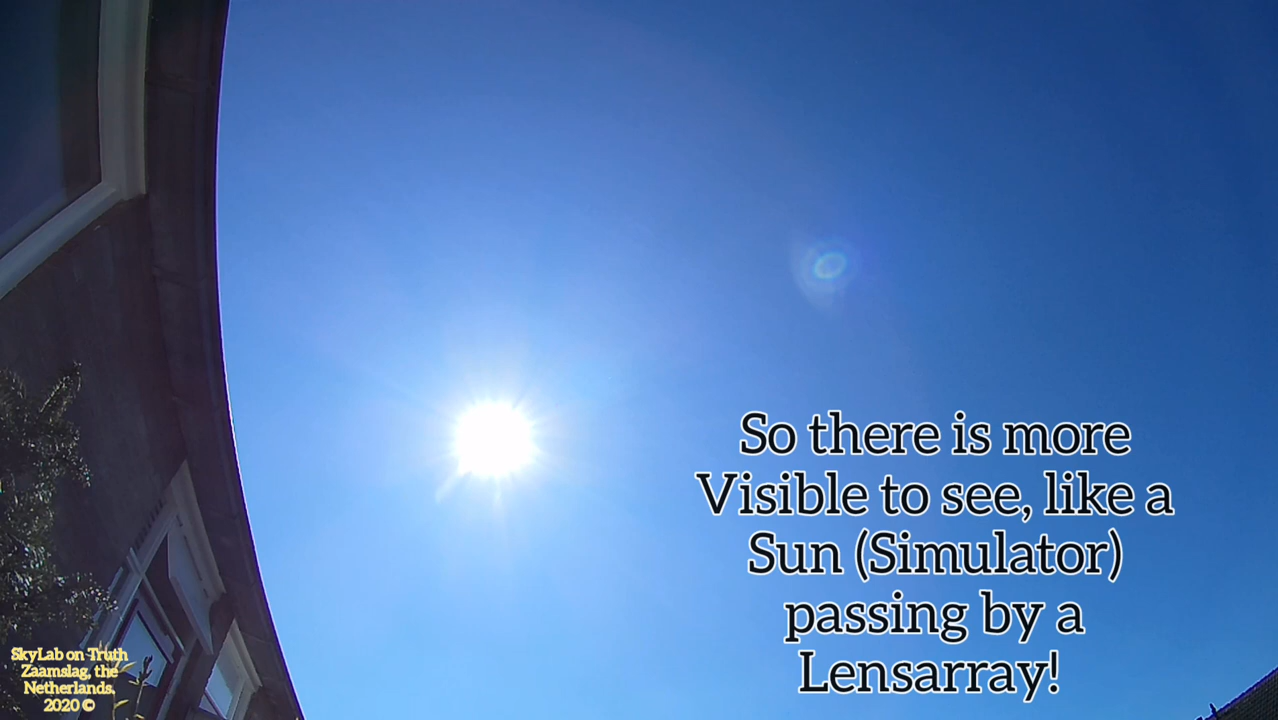 So there is more
Visible to see, like a
Sun (Simulator)
passing by a
Lensarray!
SkyLab on Truth
Zaamslag, the
Netherlands.
2020 ©